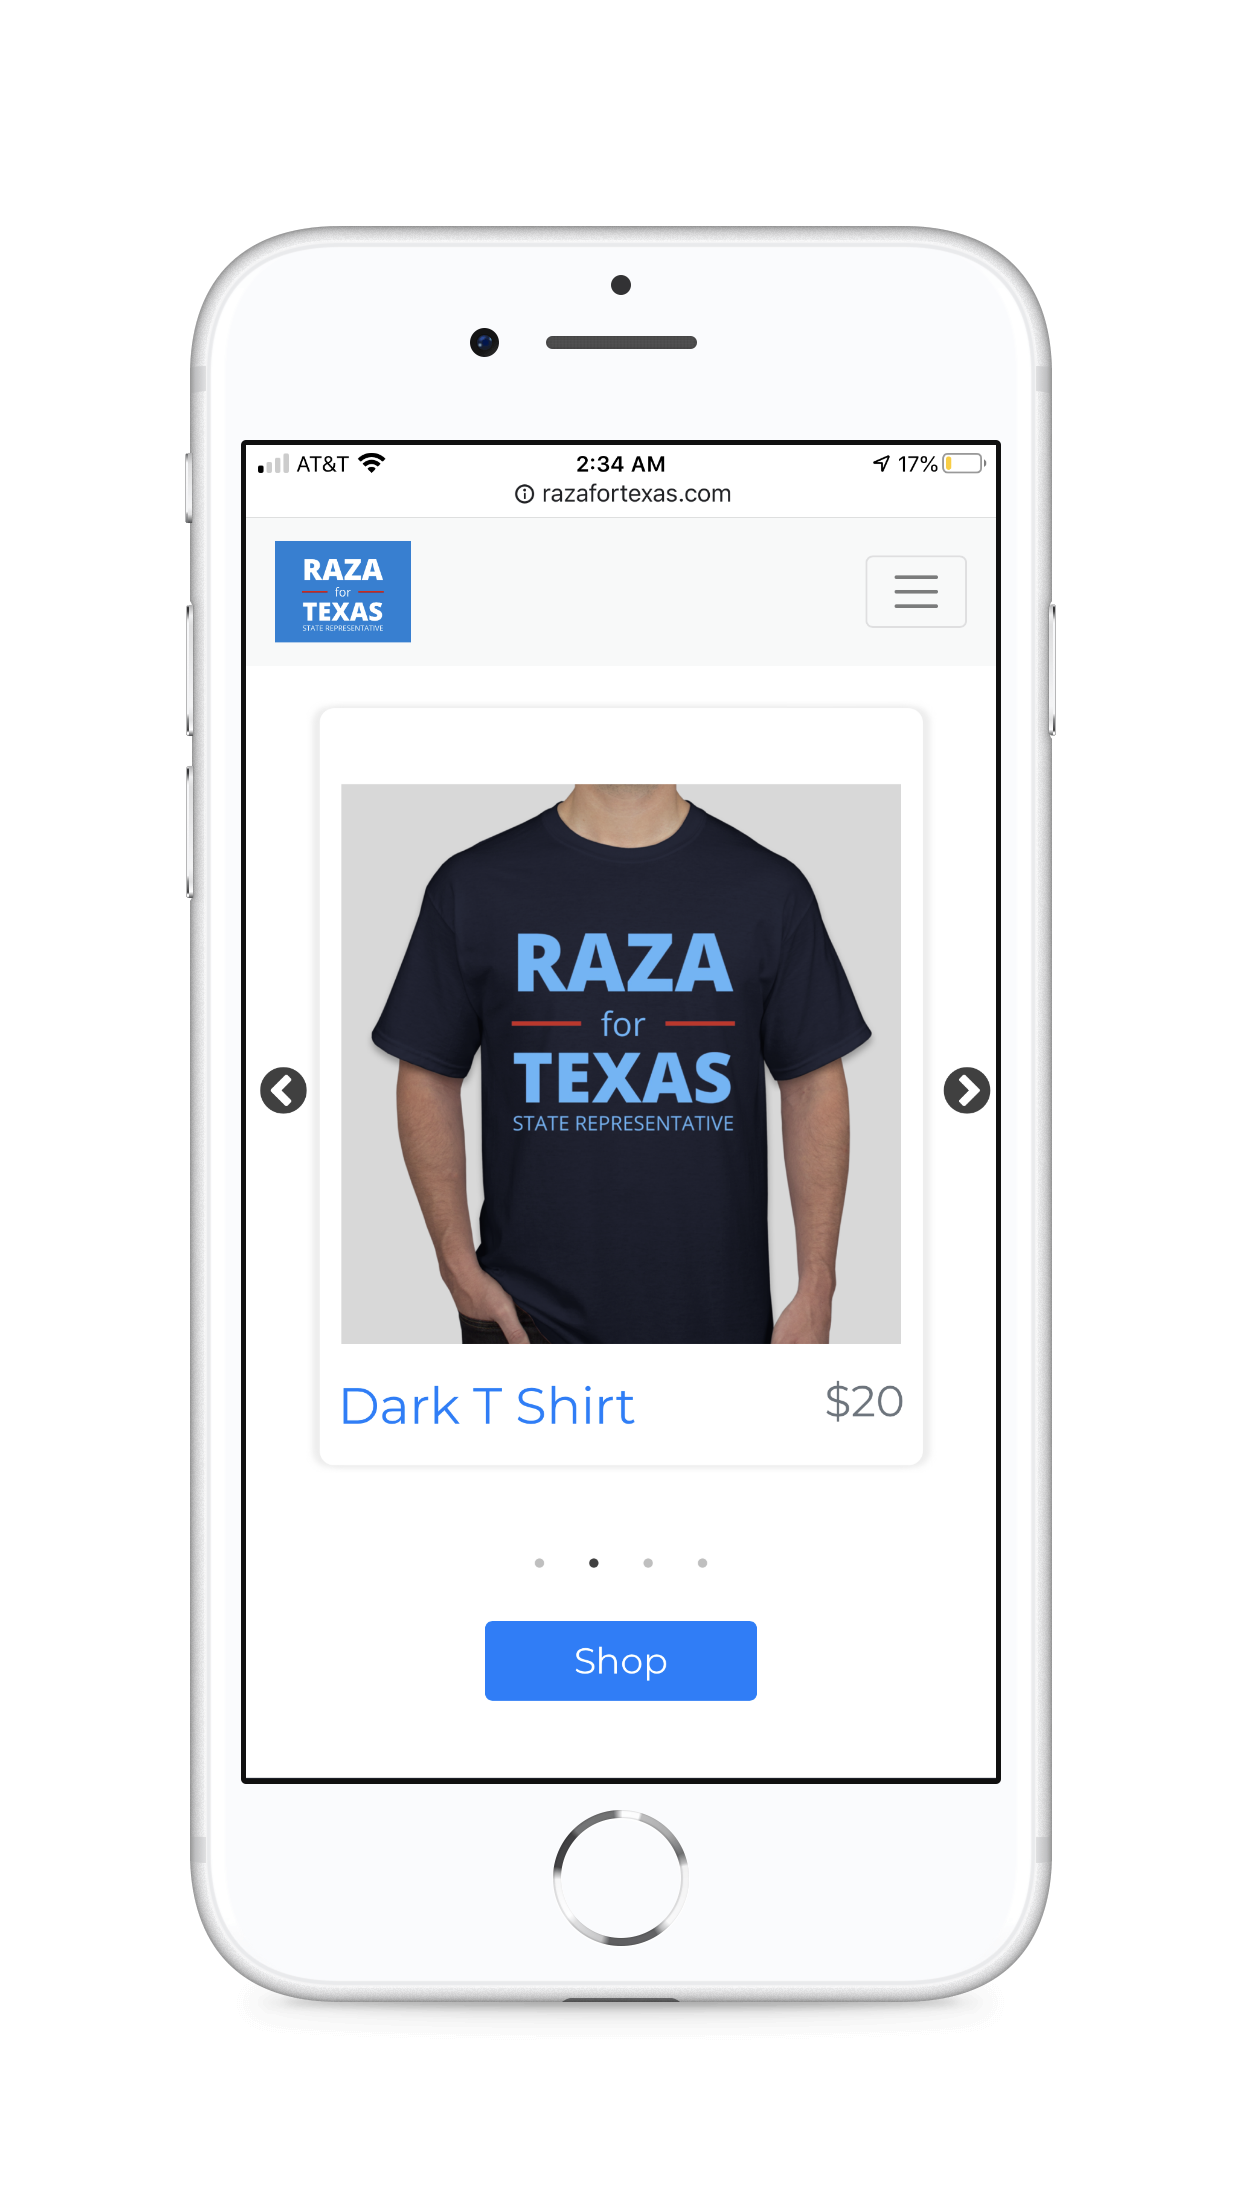 AT&T 2:34 AM 17%
razafortexas.com
RAZA
for
TEXAS
STATE REPRESENTATIVE
RAZA
for
TEXAS
STATE REPRESENTATIVE
Dark T Shirt $20
Shop